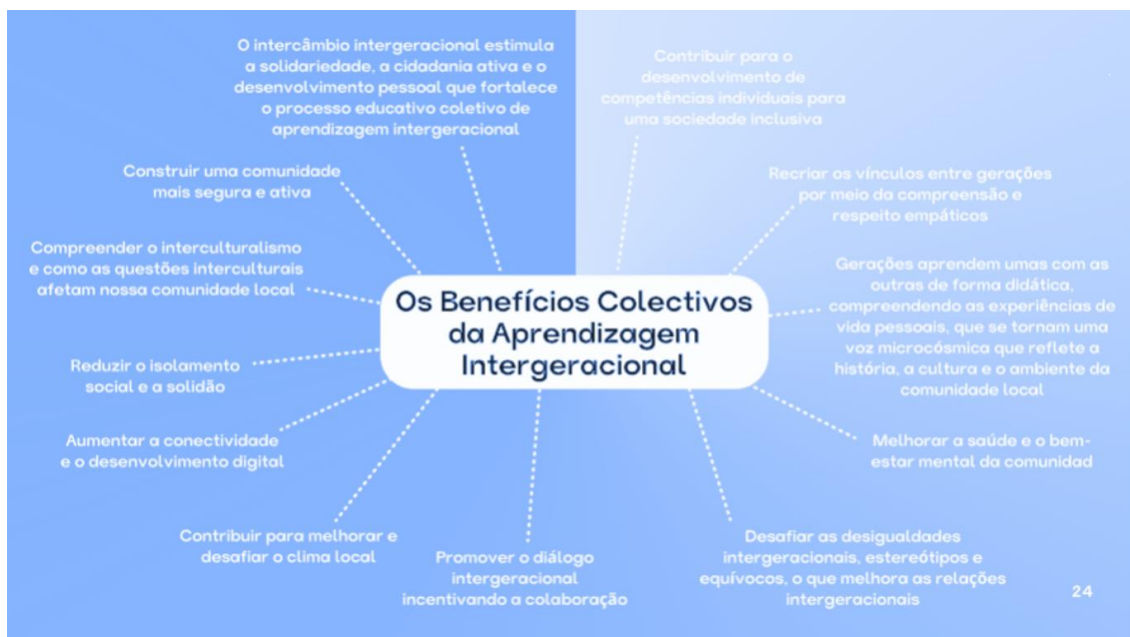 O intercâmbio intergeracional estimula
a solidariedade, a cidadania ativa e o
desenvolvimento pessoal que fortalece
o processo educativo coletivo de
aprendizagem intergeracional
Contribuir para o
desenvolvimento de
competências individuais para
uma sociedade inclusiva
Construir uma comunidade
mais segura e ativa
Recriar os vínculos entre gerações
por meio da compreensão e
respeito empáticos
Compreender o interculturalismo
e como as questões interculturais
afetam nossa comunidade local
Gerações aprendem umas com as
outras de forma didática,
compreendendo as experiências de
vida pessoais, que se tornam uma
voz microcósmica que reflete a
história, a cultura e o ambiente da
comunidade local
Os Benefícios Colectivos
da Aprendizagem
Intergeracional
Reduzir o isolamento
social e a solidão
Aumentar a conectividade
e o desenvolvimento digital
Melhorar a saúde e o bem-
estar mental da comunidad
Contribuir para melhorar e
desafiar o clima local
Promover o diálogo
intergeracional
incentivando a colaboração
Desafiar as desigualdades
intergeracionais, estereótipos e
equívocos, o que melhora as relações
intergeracionais
24